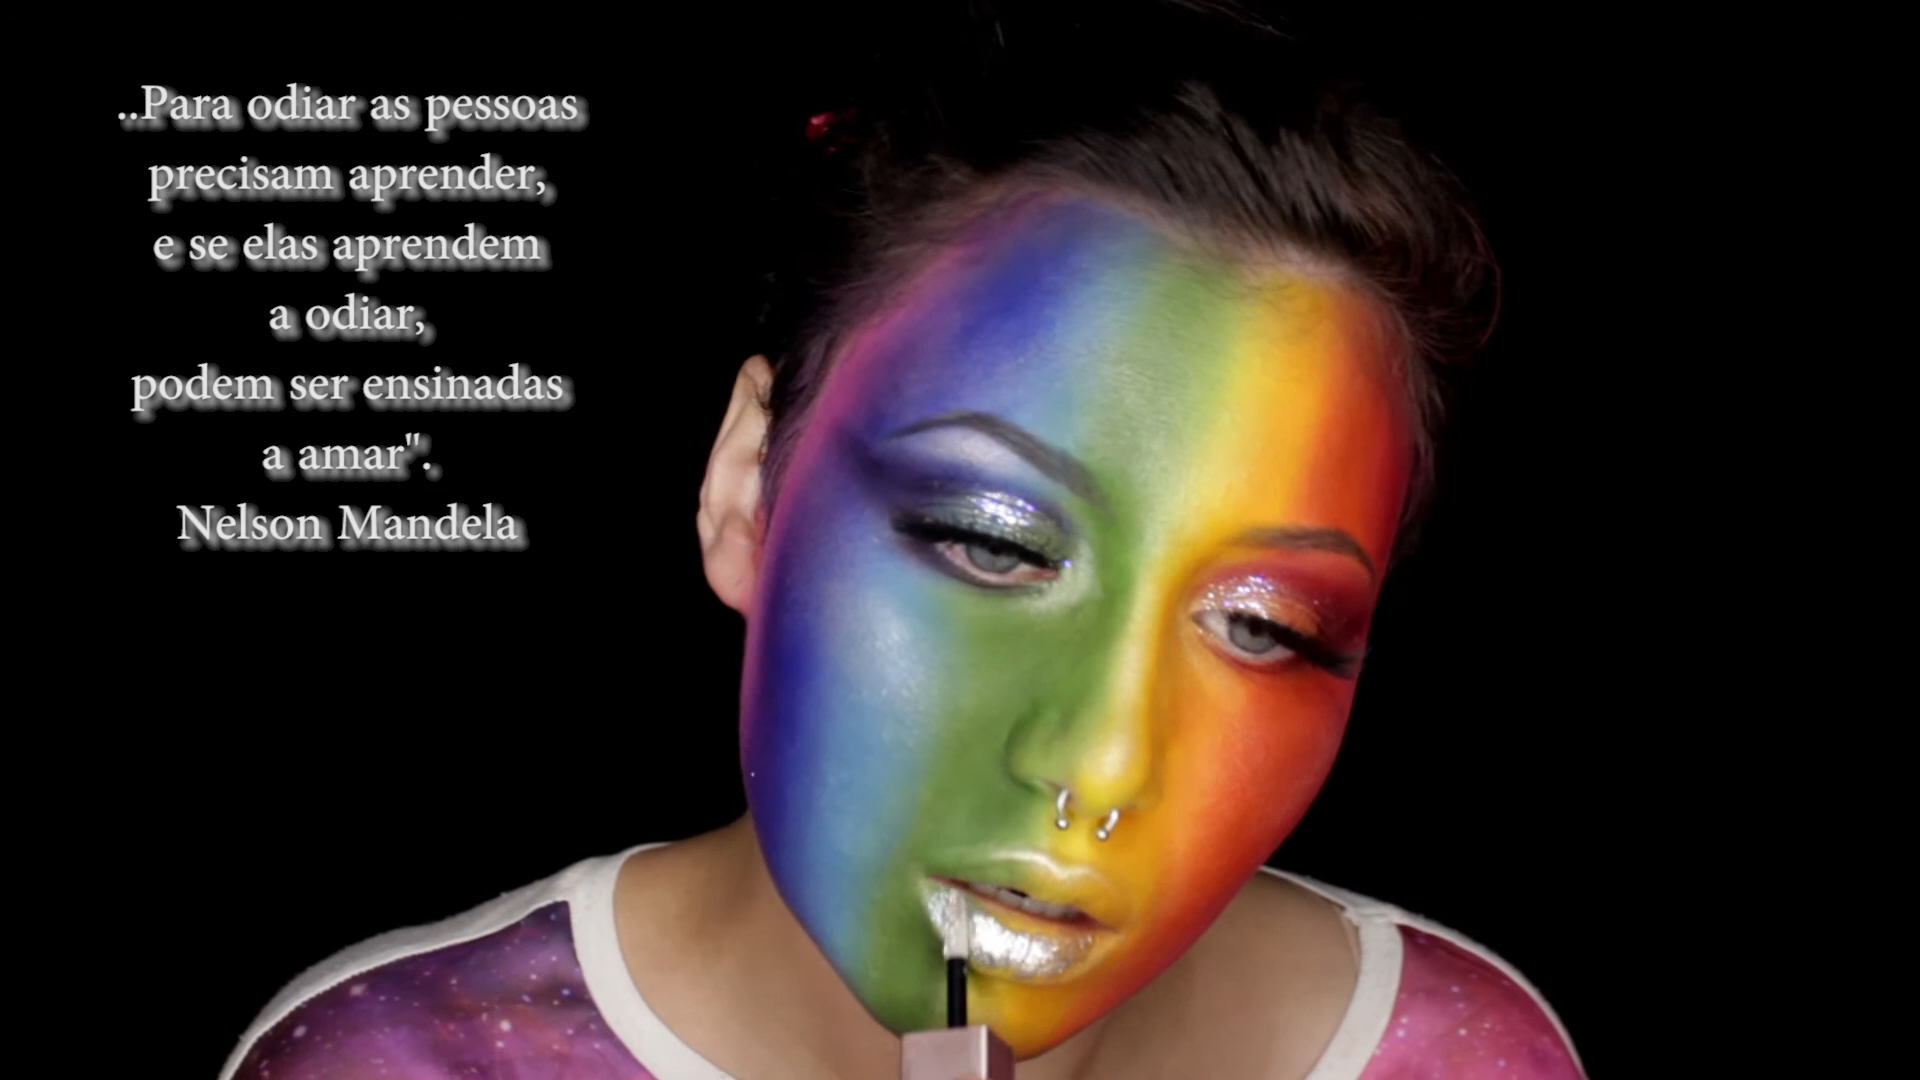 ..Para odiar as pessoas
precisam aprender,
e se elas aprendem
a odiar,
podem ser ensinadas
a amar".
Nelson Mandela